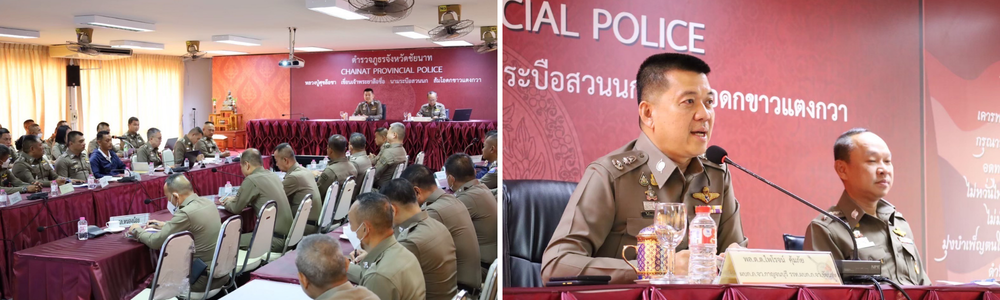 N3
N4
ตำรวจภูธรจังหวัดชัยนาท
CHAINAT PROVINCIAL POLICE
หลวงปู่ศุขลือชา เขื่อนเจ้าพระยาลือชื่อ นามระบือสวนนก ส้มโอดกขาวแตงกวา
ภ.หนองน้อย
CIAL POLICE
ระบือสวนนก
อดกขาวแตงกวา
เคารพ
กรุณา
อดท
ไม่หวั่นไห
ไม่มั
มุ่งบำเพ็ญตนใ
ดำร
พล.ต.ต.ไพโรจน์ คุ้มภัย
ผบก.ภ.จว.กาญจนบุรี รรท.ผบก.ภ.จว.ชัยนาท